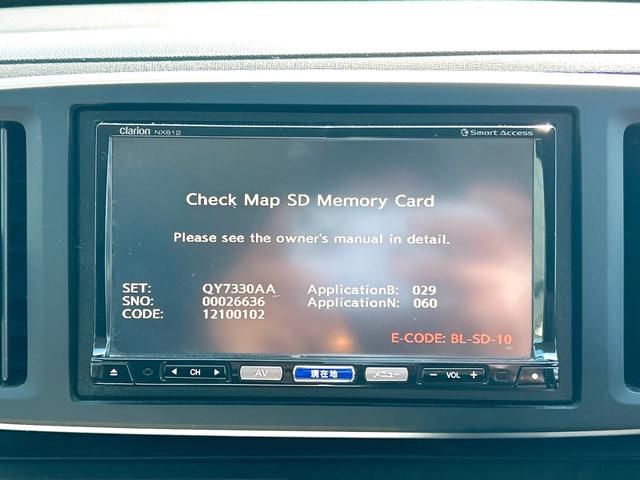 clarion NX612 Smart Access
Check Map SD Memory Card
Please see the owner's manual in detail.
SET: QY7330AA ApplicationB: 029
SNO: 00026636 ApplicationN: 060
CODE: 12100102
E-CODE: BL-SD-10
CH AV 現在地 メニュー − VOL +